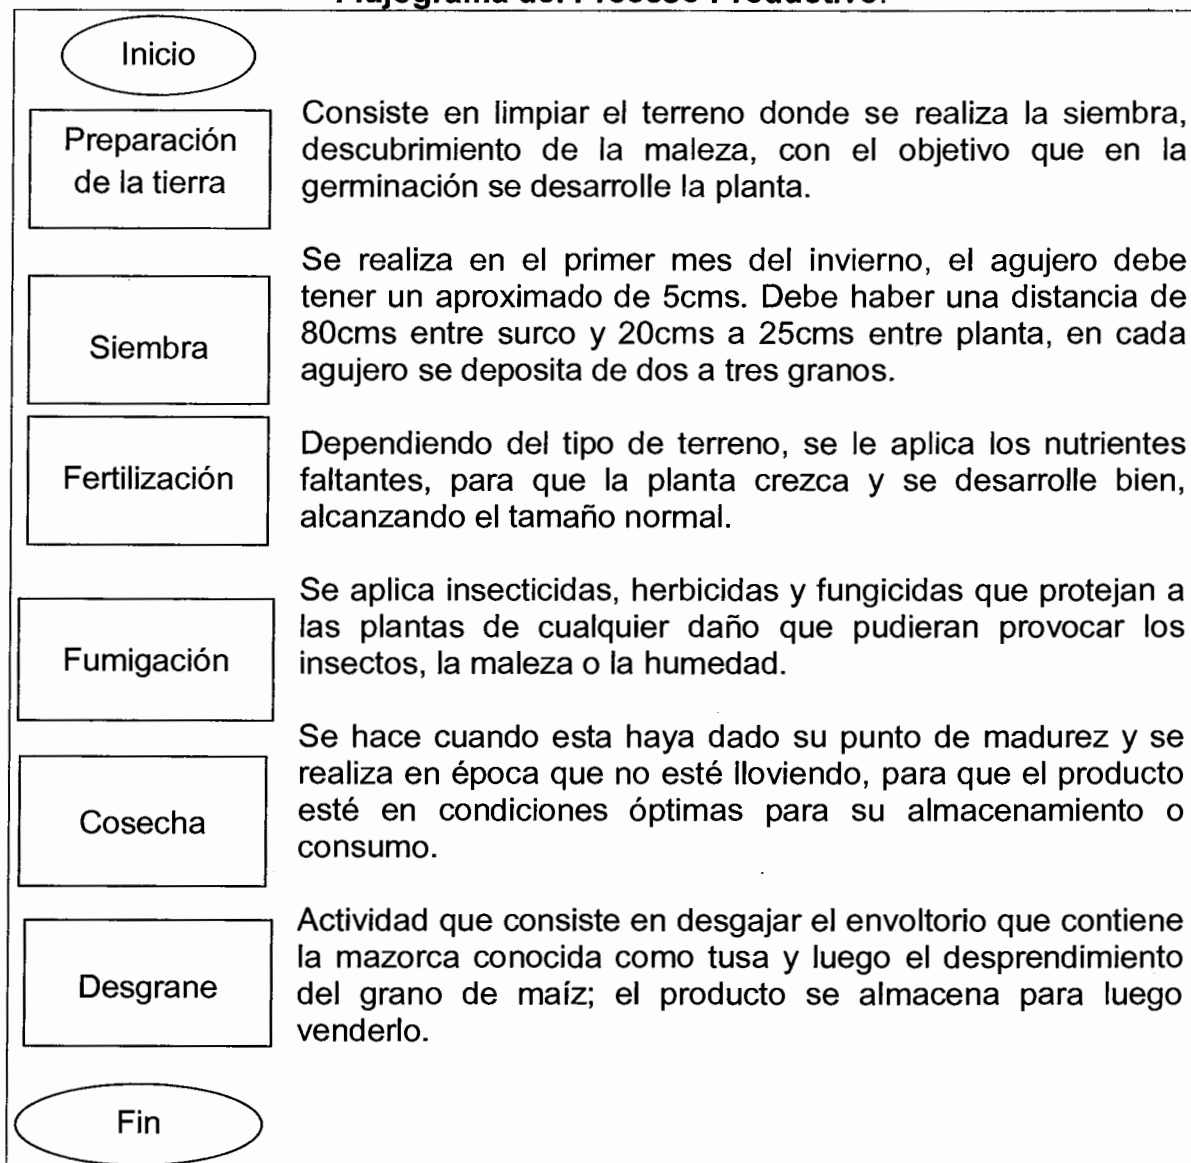 Flujograma del Proceso Productivo.
Inicio
Preparación
de la tierra
Consiste en limpiar el terreno donde se realiza la siembra,
descubrimiento de la maleza, con el objetivo que en la
germinación se desarrolle la planta.
Siembra
Se realiza en el primer mes del invierno, el agujero debe
tener un aproximado de 5cms. Debe haber una distancia de
80cms entre surco y 20cms a 25cms entre planta, en cada
agujero se deposita de dos a tres granos.
Fertilización
Dependiendo del tipo de terreno, se le aplica los nutrientes
faltantes, para que la planta crezca y se desarrolle bien,
alcanzando el tamaño normal.
Fumigación
Se aplica insecticidas, herbicidas y fungicidas que protejan a
las plantas de cualquier daño que pudieran provocar los
insectos, la maleza o la humedad.
Cosecha
Se hace cuando esta haya dado su punto de madurez y se
realiza en época que no esté lloviendo, para que el producto
esté en condiciones óptimas para su almacenamiento o
consumo.
Desgrane
Actividad que consiste en desgajar el envoltorio que contiene
la mazorca conocida como tusa y luego el desprendimiento
del grano de maíz; el producto se almacena para luego
venderlo.
Fin